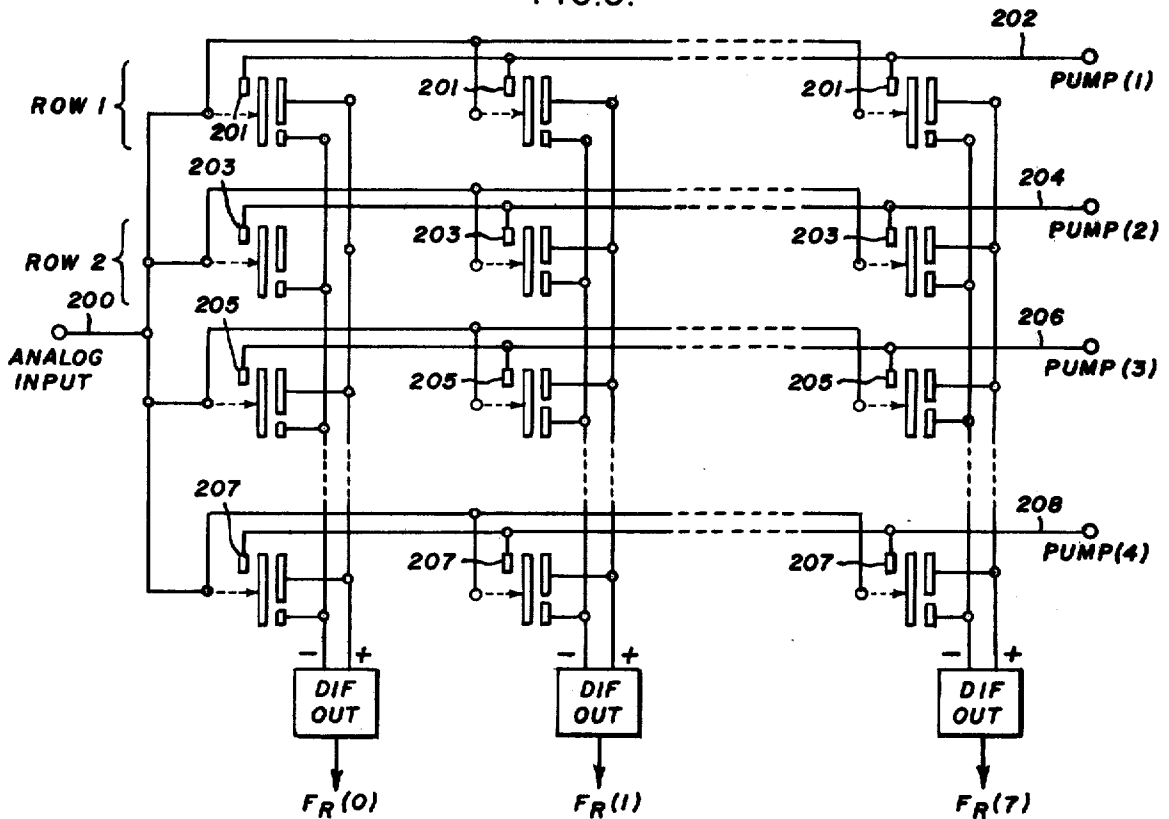 FIG.8.
202
PUMP(1)
ROW 1
201
201
201
203
204
203
203
PUMP(2)
ROW 2
200
205
206
ANALOG
INPUT
205
205
PUMP(3)
207
208
207
207
PUMP(4)
- +
- +
- +
DIF
OUT
DIF
OUT
DIF
OUT
FR(0)
FR(1)
FR(7)